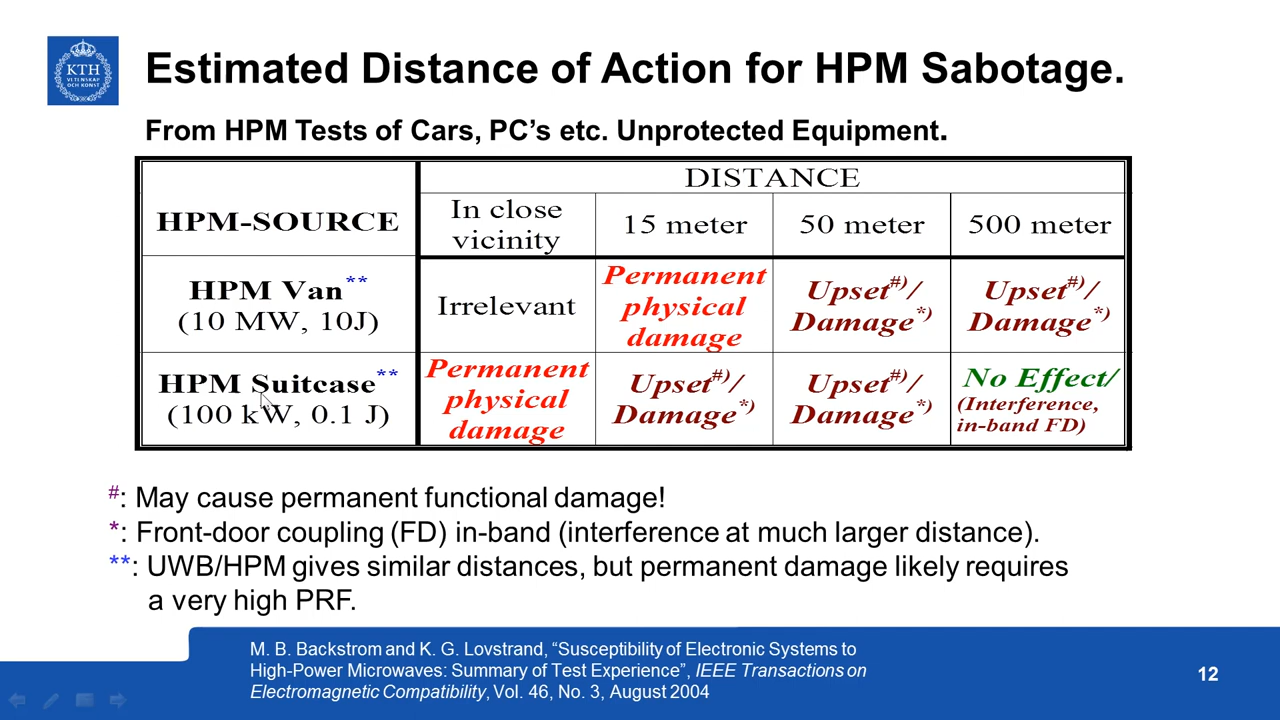 KTH
VETENSKAP
OCH KONST
Estimated Distance of Action for HPM Sabotage.
From HPM Tests of Cars, PC’s etc. Unprotected Equipment.
HPM-SOURCE
DISTANCE
In close
vicinity
15 meter
50 meter
500 meter
HPM Van**
(10 MW, 10J)
Irrelevant
Permanent
physical
damage
Upset#)/
Damage*)
Upset#)/
Damage*)
HPM Suitcase**
(100 kW, 0.1 J)
Permanent
physical
damage
Upset#)/
Damage*)
Upset#)/
Damage*)
No Effect/
(Interference,
in-band FD)
#: May cause permanent functional damage!
*: Front-door coupling (FD) in-band (interference at much larger distance).
**: UWB/HPM gives similar distances, but permanent damage likely requires
a very high PRF.
M. B. Backstrom and K. G. Lovstrand, “Susceptibility of Electronic Systems to
High-Power Microwaves: Summary of Test Experience”, IEEE Transactions on
Electromagnetic Compatibility, Vol. 46, No. 3, August 2004
12